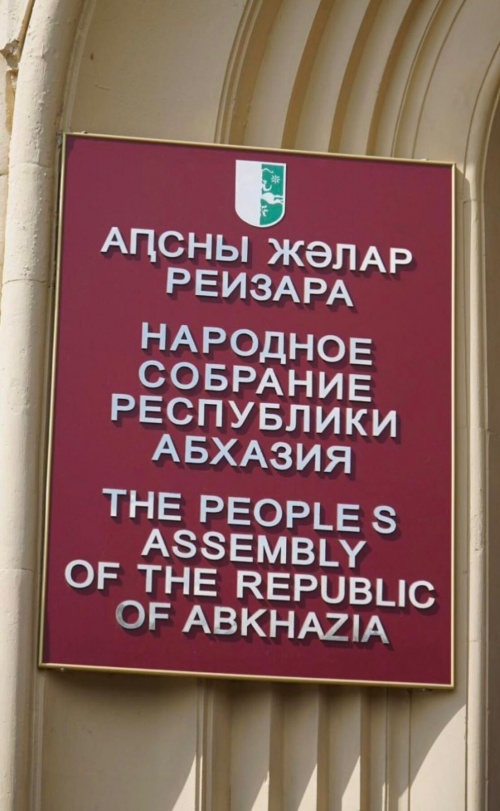 АԤСНЫ ЖӘЛАР
РЕИЗАРА
НАРОДНОЕ
СОБРАНИЕ
РЕСПУБЛИКИ
АБХАЗИЯ
THE PEOPLE S
ASSEMBLY
OF THE REPUBLIC
OF ABKHAZIA